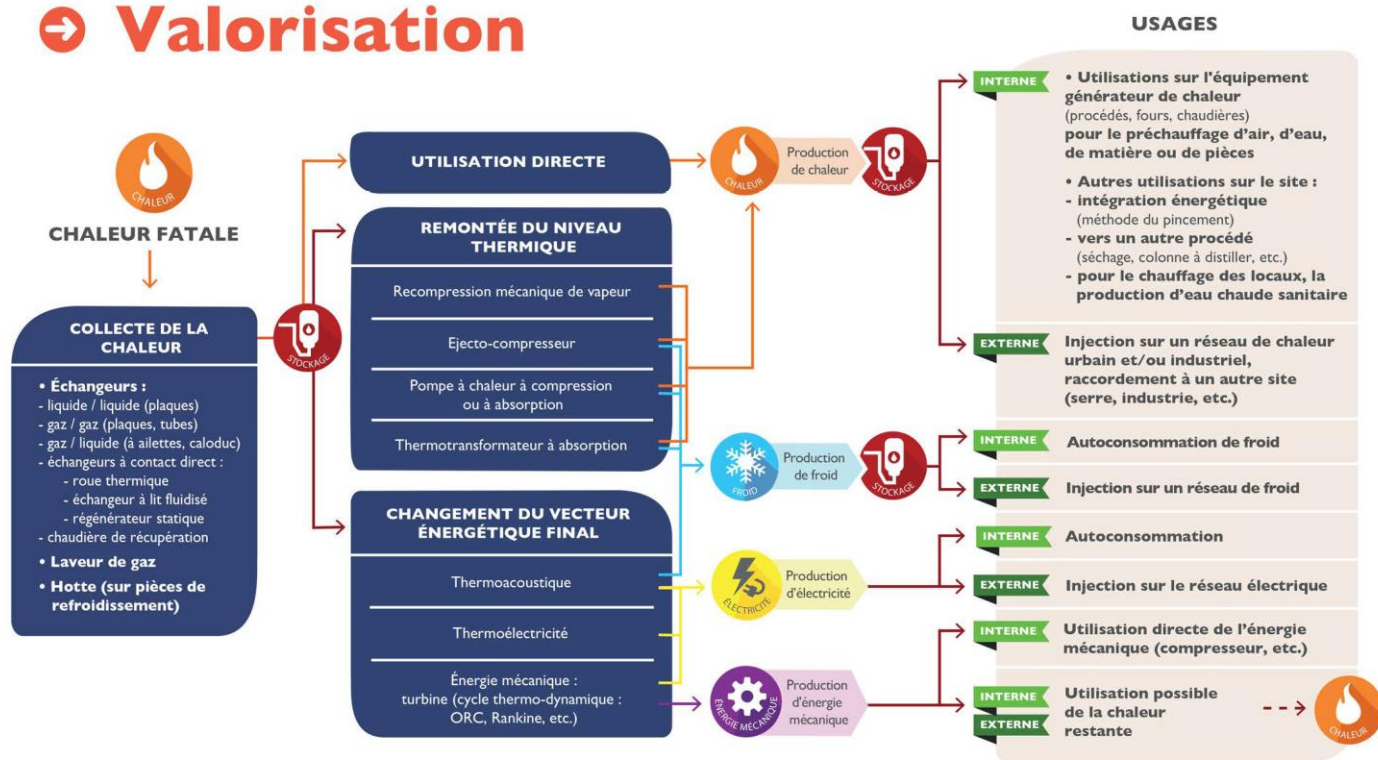 Valorisation
USAGES
CHALEUR
CHALEUR FATALE
COLLECTE DE LA
CHALEUR
• Échangeurs :
- liquide / liquide (plaques)
- gaz / gaz (plaques, tubes)
- gaz / liquide (à ailettes, caloduc)
- échangeurs à contact direct :
- roue thermique
- échangeur à lit fluidisé
- régénérateur statique
- chaudière de récupération
• Laveur de gaz
• Hotte (sur pièces de
refroidissement)
STOCKAGE
UTILISATION DIRECTE
REMONTÉE DU NIVEAU
THERMIQUE
Recompression mécanique de vapeur
Ejecto-compresseur
Pompe à chaleur à compression
ou à absorption
Thermotransformateur à absorption
CHANGEMENT DU VECTEUR
ÉNERGÉTIQUE FINAL
Thermoacoustique
Thermoélectricité
Énergie mécanique :
turbine (cycle thermo-dynamique :
ORC, Rankine, etc.)
CHALEUR
Production
de chaleur
STOCKAGE
FROID
Production
de froid
STOCKAGE
ÉLECTRICITÉ
Production
d'électricité
ÉNERGIE MÉCANIQUE
Production
d'énergie
mécanique
INTERNE
• Utilisations sur l'équipement
générateur de chaleur
(procédés, fours, chaudières)
pour le préchauffage d'air, d'eau,
de matière ou de pièces
• Autres utilisations sur le site :
- intégration énergétique
(méthode du pincement)
- vers un autre procédé
(séchage, colonne à distiller, etc.)
- pour le chauffage des locaux, la
production d'eau chaude sanitaire
EXTERNE
Injection sur un réseau de chaleur
urbain et/ou industriel,
raccordement à un autre site
(serre, industrie, etc.)
INTERNE
Autoconsommation de froid
EXTERNE
Injection sur un réseau de froid
INTERNE
Autoconsommation
EXTERNE
Injection sur le réseau électrique
INTERNE
Utilisation directe de l'énergie
mécanique (compresseur, etc.)
INTERNE
EXTERNE
Utilisation possible
de la chaleur
restante
CHALEUR